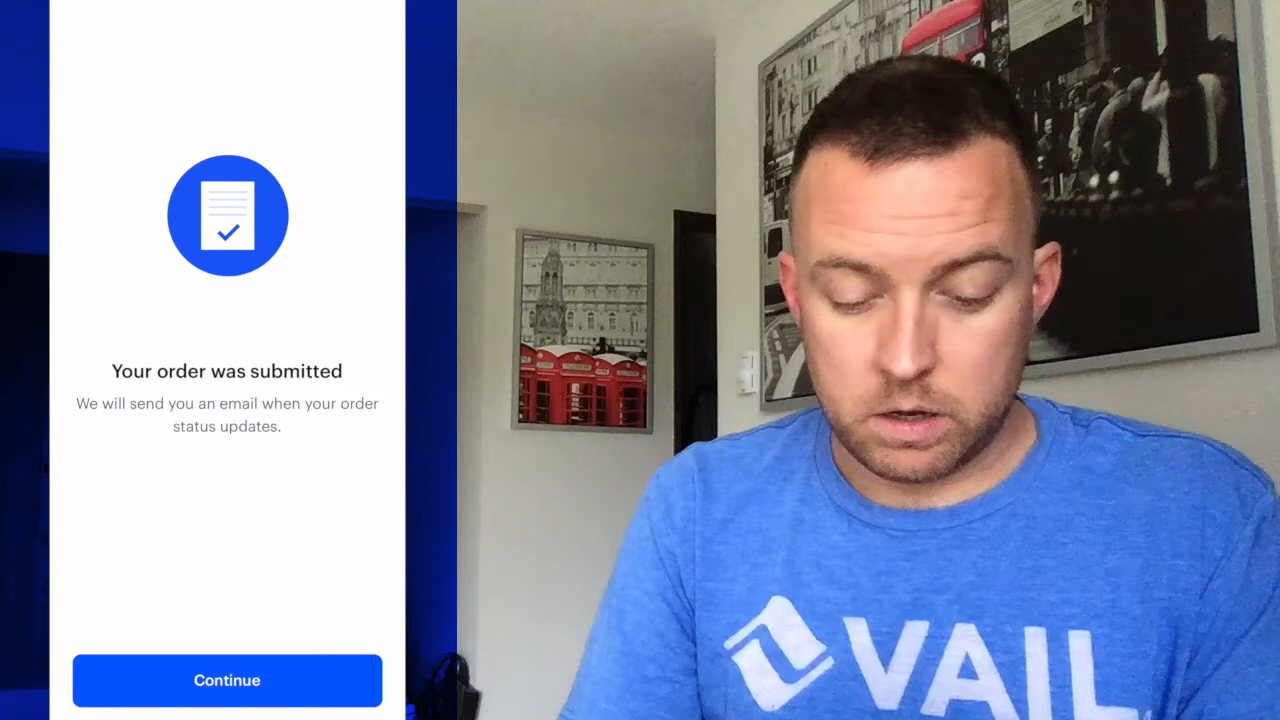 Your order was submitted
We will send you an email when your order
status updates.
Continue
VAIL